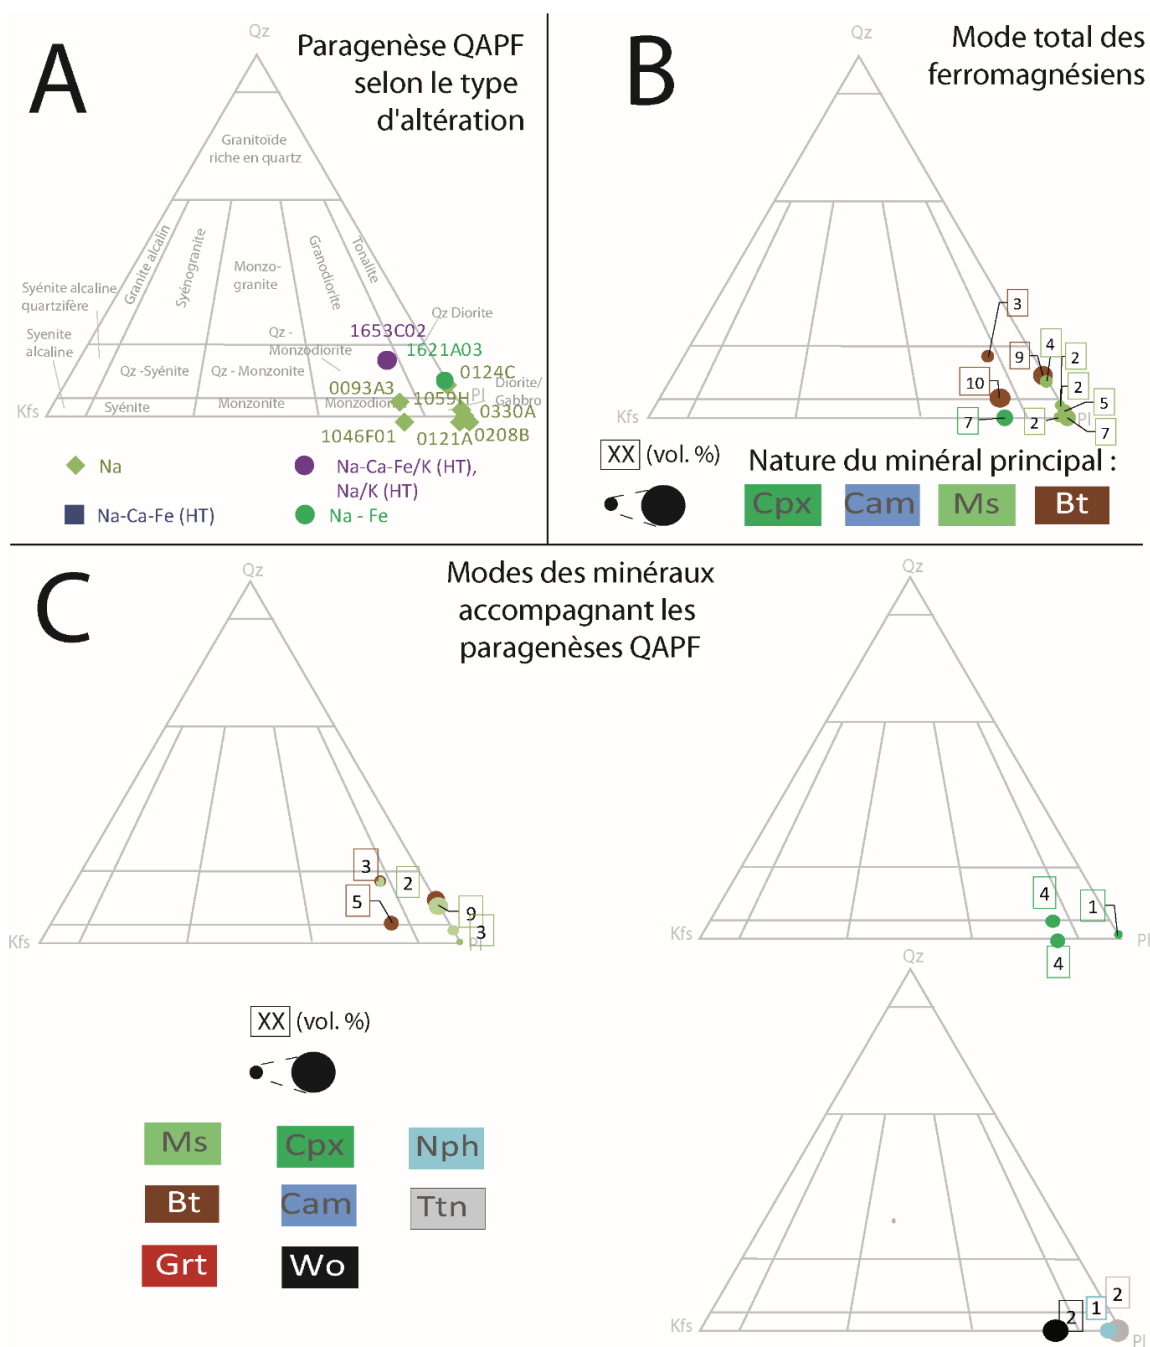 A
Paragenèse QAPF
selon le type
d'altération
Qz
Granitoïde
riche en quartz
Granite alcalin
Syénogranite
Monzo-
granite
Granodiorite
Tonalite
Syénite alcaline
quartzifère
Syenite
alcaline
Qz Diorite
Qz -
Monzodiorite
1653C02
1621A03
0124C
Qz -Syénite
Qz - Monzonite
0093A3
1059H
Pl
Diorite/
Gabbro
Kfs
Syénite
Monzonite
Monzodior
0330A
1046F01
0121A
0208B
Na
Na-Ca-Fe/K (HT),
Na/K (HT)
Na-Ca-Fe (HT)
Na - Fe
B
Mode total des
ferromagnésiens
Qz
3
4
9
2
10
2
5
Kfs
7
2
Pl
7
XX (vol. %)
Nature du minéral principal :
Cpx
Cam
Ms
Bt
C
Modes des minéraux
accompagnant les
paragenèses QAPF
Qz
3
2
5
9
3
Kfs
Pl
Qz
4
1
Kfs
Pl
4
XX (vol. %)
Ms
Cpx
Nph
Bt
Cam
Ttn
Grt
Wo
Qz
2
1
2
Kfs
Pl